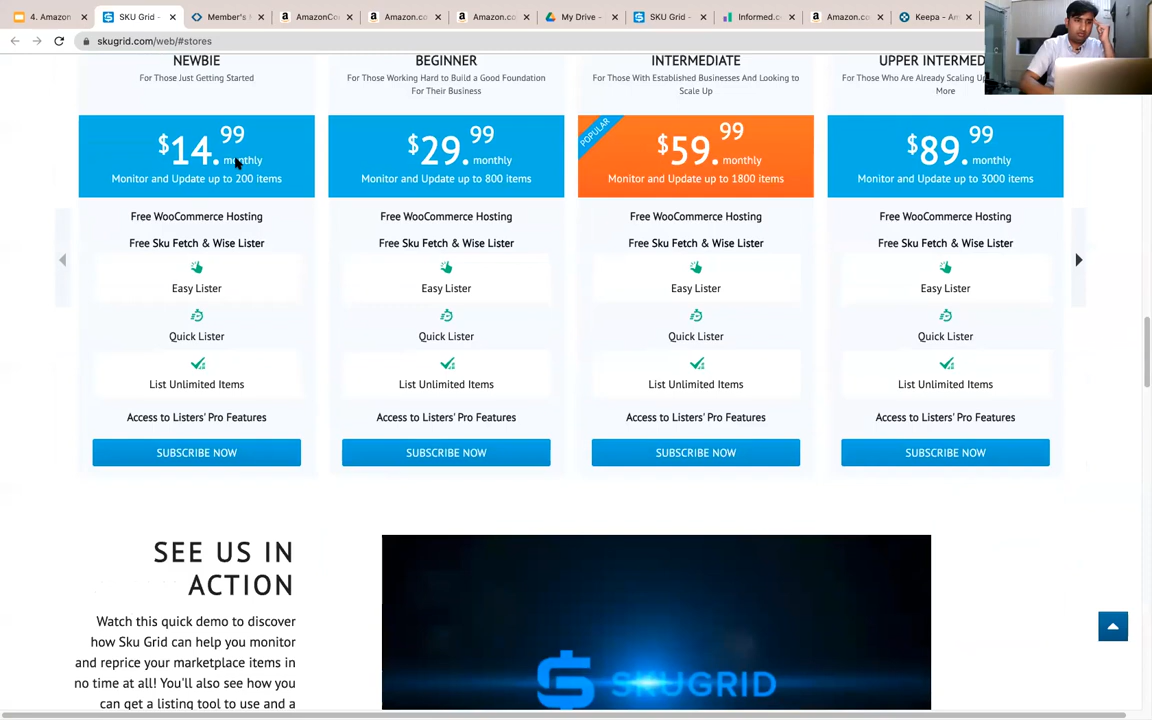 4. Amazon
SKU Grid -
Member's
AmazonCo
Amazon.co
Amazon.co
My Drive -
SKU Grid -
Informed.c
Amazon.co
Keepa - An
skugrid.com/web/#stores
NEWBIE
For Those Just Getting Started
$14.99 monthly
Monitor and Update up to 200 items
Free WooCommerce Hosting
Free Sku Fetch & Wise Lister
Easy Lister
Quick Lister
List Unlimited Items
Access to Listers' Pro Features
SUBSCRIBE NOW
BEGINNER
For Those Working Hard to Build a Good Foundation
For Their Business
$29.99 monthly
Monitor and Update up to 800 items
Free WooCommerce Hosting
Free Sku Fetch & Wise Lister
Easy Lister
Quick Lister
List Unlimited Items
Access to Listers' Pro Features
SUBSCRIBE NOW
INTERMEDIATE
For Those With Established Businesses And Looking to
Scale Up
POPULAR
$59.99 monthly
Monitor and Update up to 1800 items
Free WooCommerce Hosting
Free Sku Fetch & Wise Lister
Easy Lister
Quick Lister
List Unlimited Items
Access to Listers' Pro Features
SUBSCRIBE NOW
UPPER INTERMED
For Those Who Are Already Scaling Up
More
$89.99 monthly
Monitor and Update up to 3000 items
Free WooCommerce Hosting
Free Sku Fetch & Wise Lister
Easy Lister
Quick Lister
List Unlimited Items
Access to Listers' Pro Features
SUBSCRIBE NOW
SEE US IN
ACTION
Watch this quick demo to discover
how Sku Grid can help you monitor
and reprice your marketplace items in
no time at all! You'll also see how you
can get a listing tool to use and a
SKUGRID